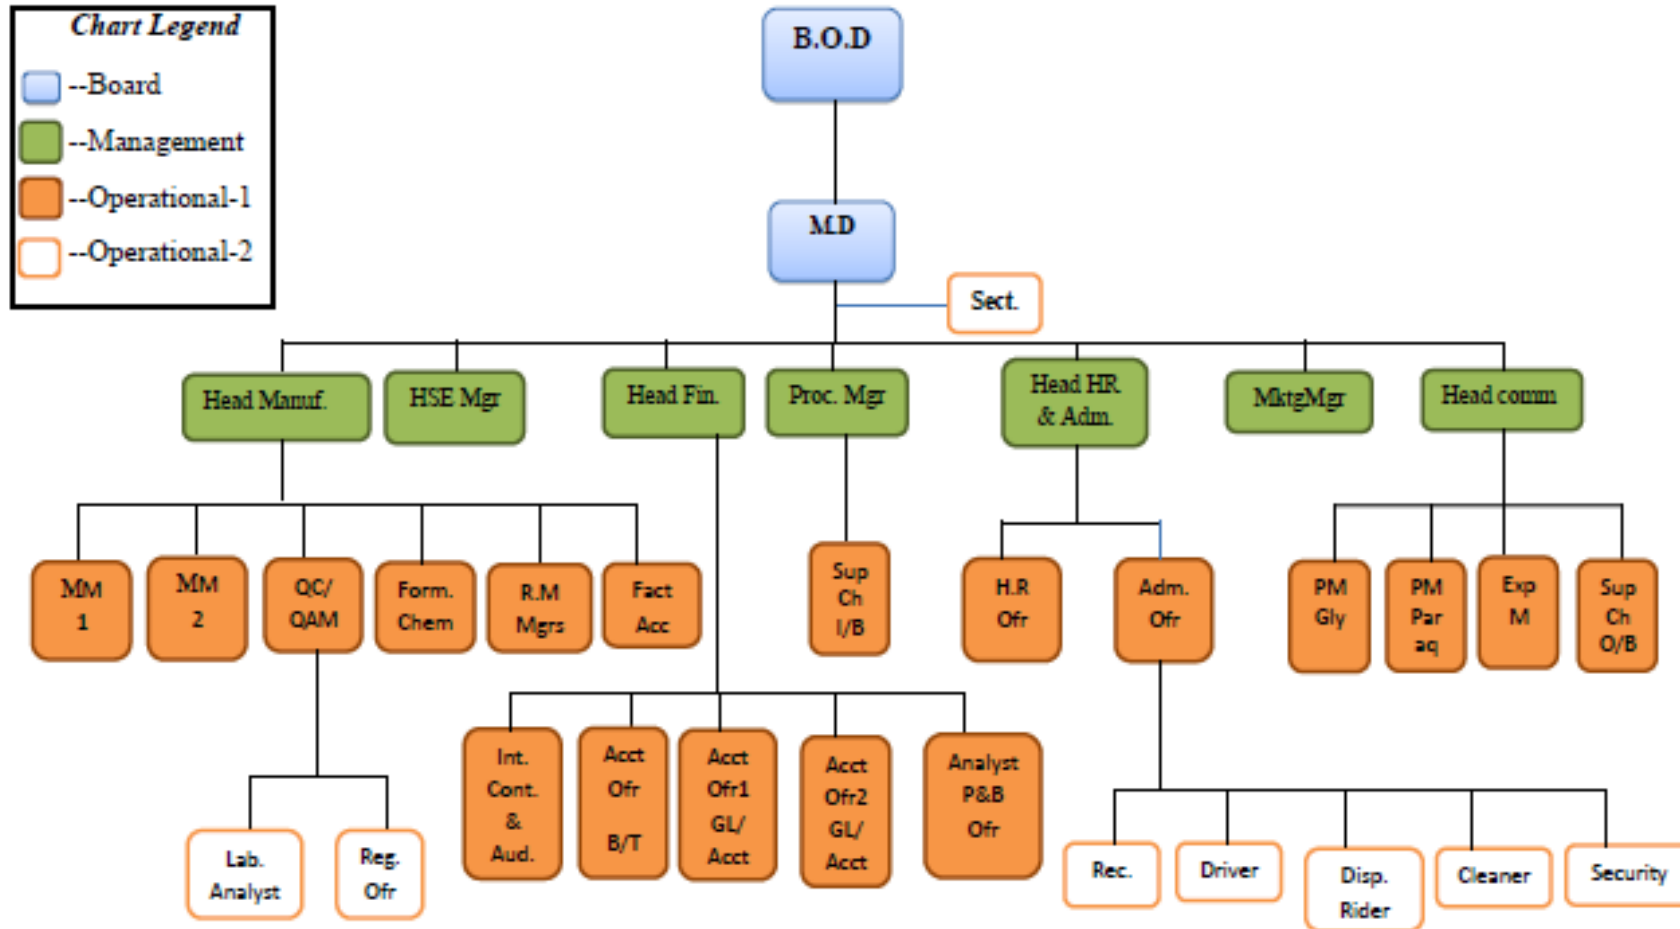 Chart Legend
--Board
--Management
--Operational-1
--Operational-2
B.O.D
M.D
Sect.
Head Manuf.
HSE Mgr
Head Fin.
Proc. Mgr
Head HR
& Adm.
MktgMgr
Head comm
MM
1
MM
2
QC/
QAM
Form.
Chem
R.M
Mgrs
Fact
Acc
Sup
Ch
I/B
H.R
Ofr
Adm.
Ofr
PM
Gly
PM
Par
aq
Exp
M
Sup
Ch
O/B
Int.
Cont.
&
Aud.
Acct
Ofr
B/T
Acct
Ofr1
GL/
Acct
Acct
Ofr2
GL/
Acct
Analyst
P&B
Ofr
Lab.
Analyst
Reg.
Ofr
Rec.
Driver
Disp.
Rider
Cleaner
Security